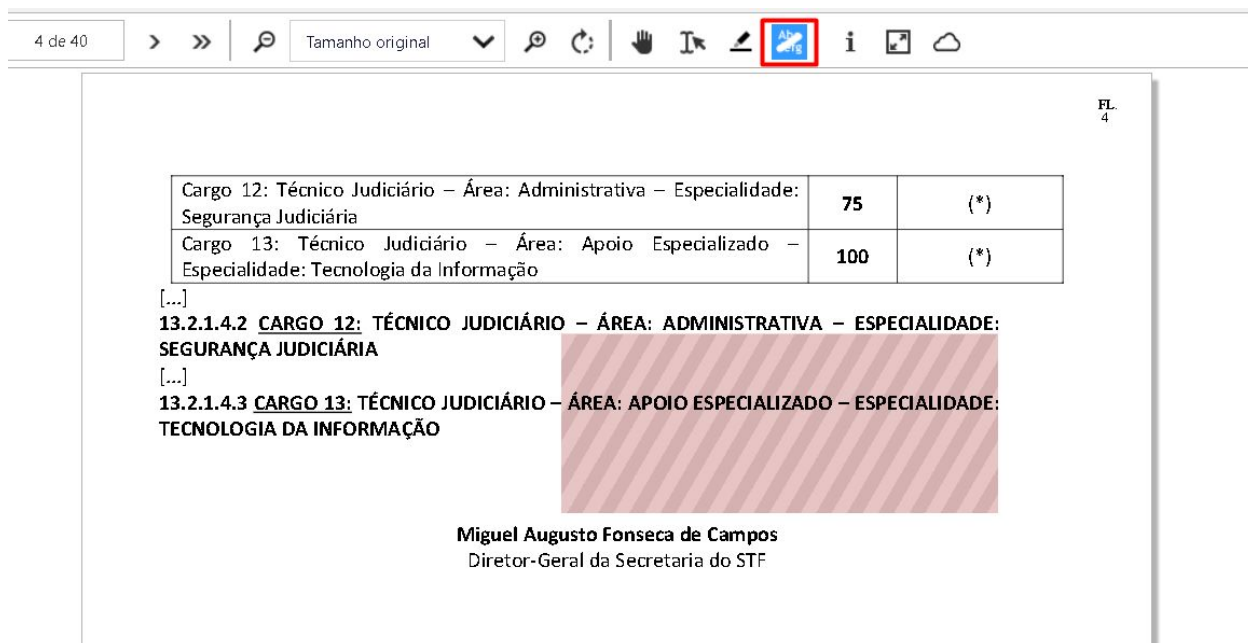 4 de 40
Tamanho original
FL.
4
Cargo 12: Técnico Judiciário – Área: Administrativa – Especialidade:
Segurança Judiciária
75
(*)
Cargo 13: Técnico Judiciário – Área: Apoio Especializado –
Especialidade: Tecnologia da Informação
100
(*)
[...]
13.2.1.4.2 CARGO 12: TÉCNICO JUDICIÁRIO – ÁREA: ADMINISTRATIVA – ESPECIALIDADE:
SEGURANÇA JUDICIÁRIA
[...]
13.2.1.4.3 CARGO 13: TÉCNICO JUDICIÁRIO – ÁREA: APOIO ESPECIALIZADO – ESPECIALIDADE:
TECNOLOGIA DA INFORMAÇÃO
Miguel Augusto Fonseca de Campos
Diretor-Geral da Secretaria do STF